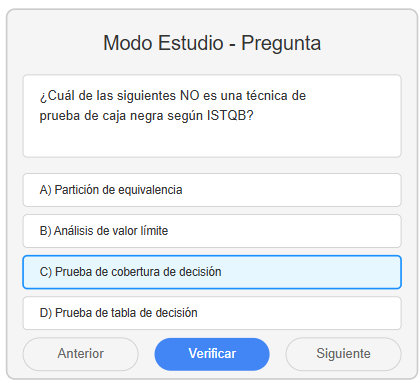 Modo Estudio - Pregunta
¿Cuál de las siguientes NO es una técnica de
prueba de caja negra según ISTQB?
A) Partición de equivalencia
B) Análisis de valor límite
C) Prueba de cobertura de decisión
D) Prueba de tabla de decisión
Anterior
Verificar
Siguiente